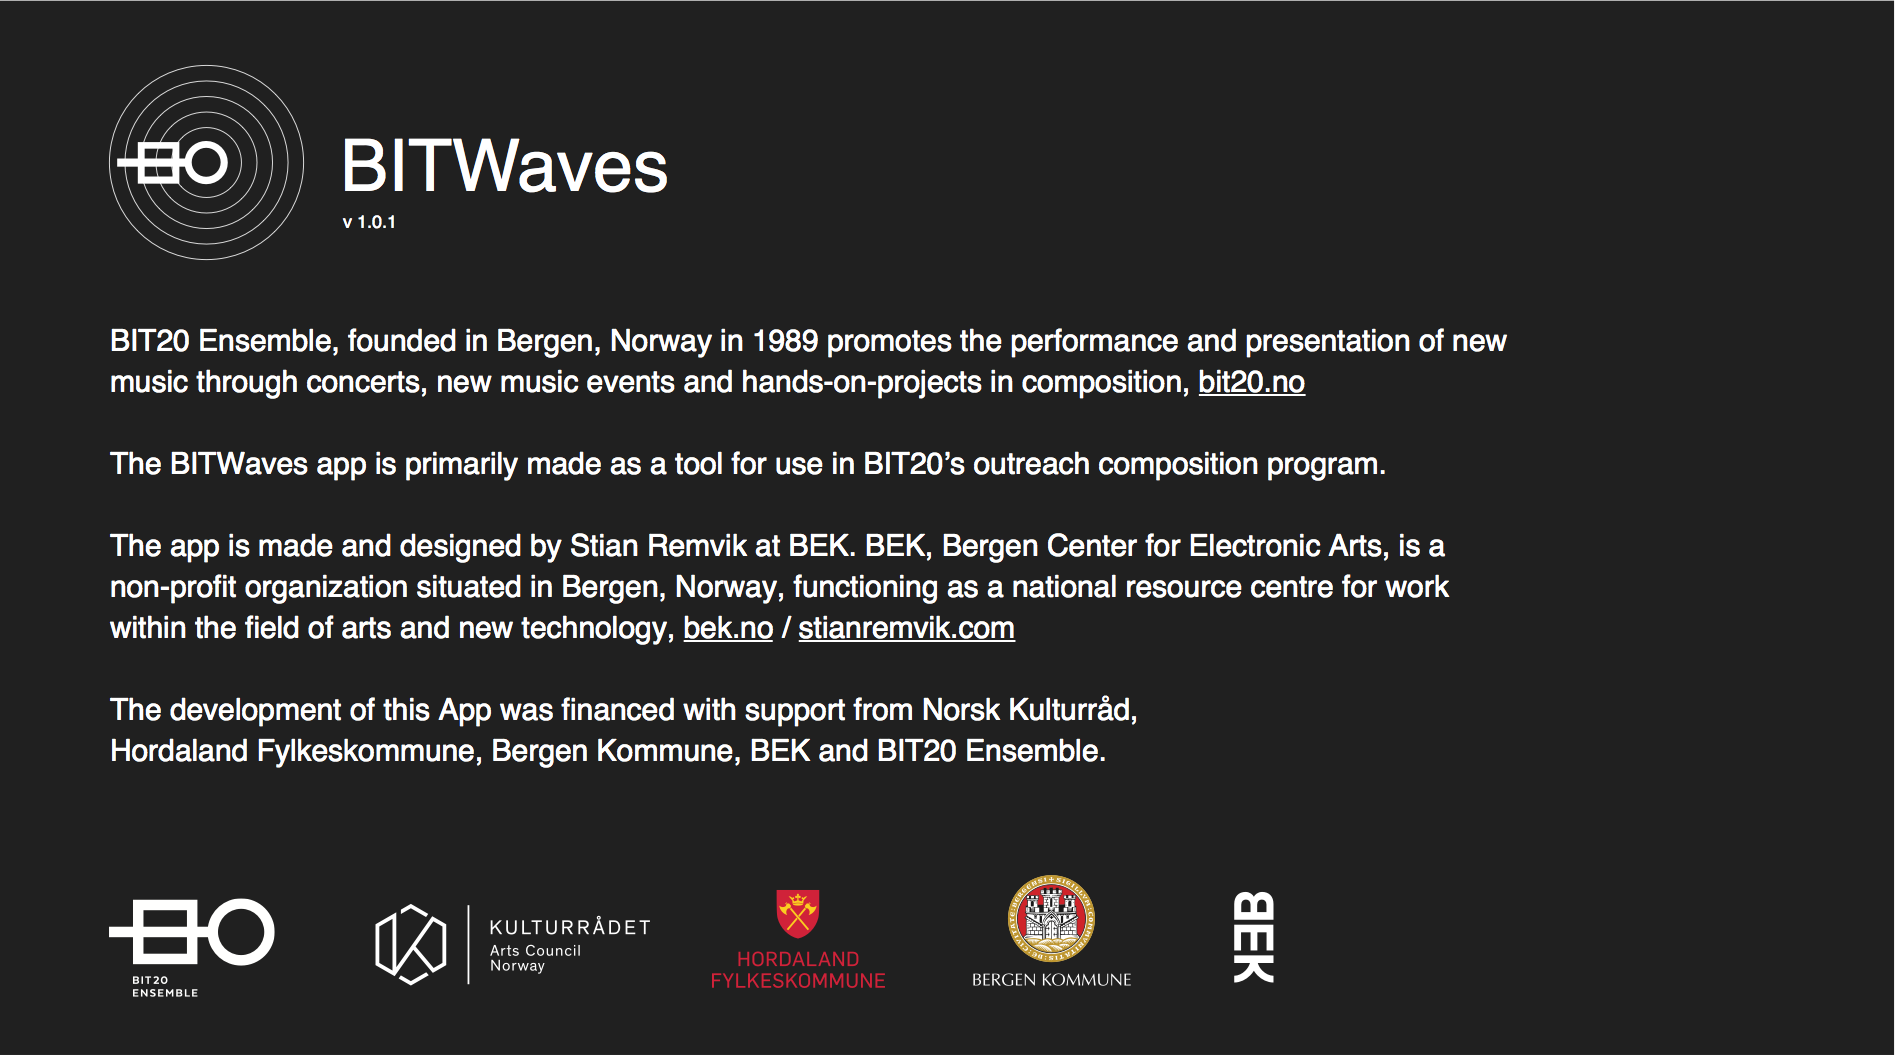 BITWaves
v 1.0.1
BIT20 Ensemble, founded in Bergen, Norway in 1989 promotes the performance and presentation of new
music through concerts, new music events and hands-on-projects in composition, bit20.no
The BITWaves app is primarily made as a tool for use in BIT20’s outreach composition program.
The app is made and designed by Stian Remvik at BEK. BEK, Bergen Center for Electronic Arts, is a
non-profit organization situated in Bergen, Norway, functioning as a national resource centre for work
within the field of arts and new technology, bek.no / stianremvik.com
The development of this App was financed with support from Norsk Kulturråd,
Hordaland Fylkeskommune, Bergen Kommune, BEK and BIT20 Ensemble.
BIT20
ENSEMBLE
KULTURRÅDET
Arts Council
Norway
HORDALAND
FYLKESKOMMUNE
BERGEN KOMMUNE
BEK